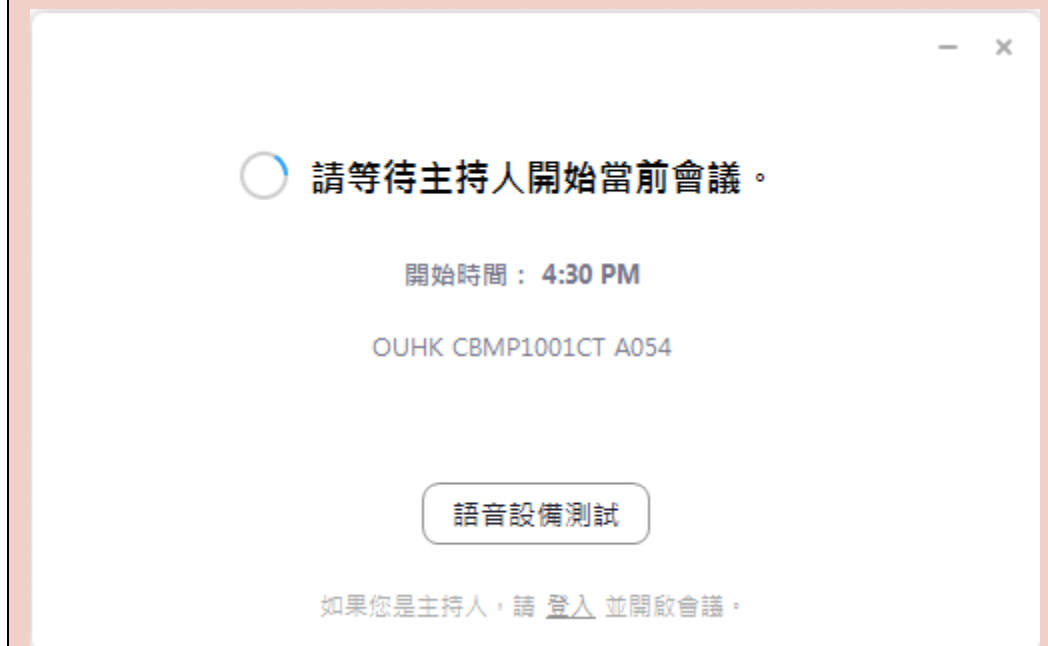 請等待主持人開始當前會議。
開始時間： 4:30 PM
OUHK CBMP1001CT A054
語音設備測試
如果您是主持人，請 登入 並開啟會議。